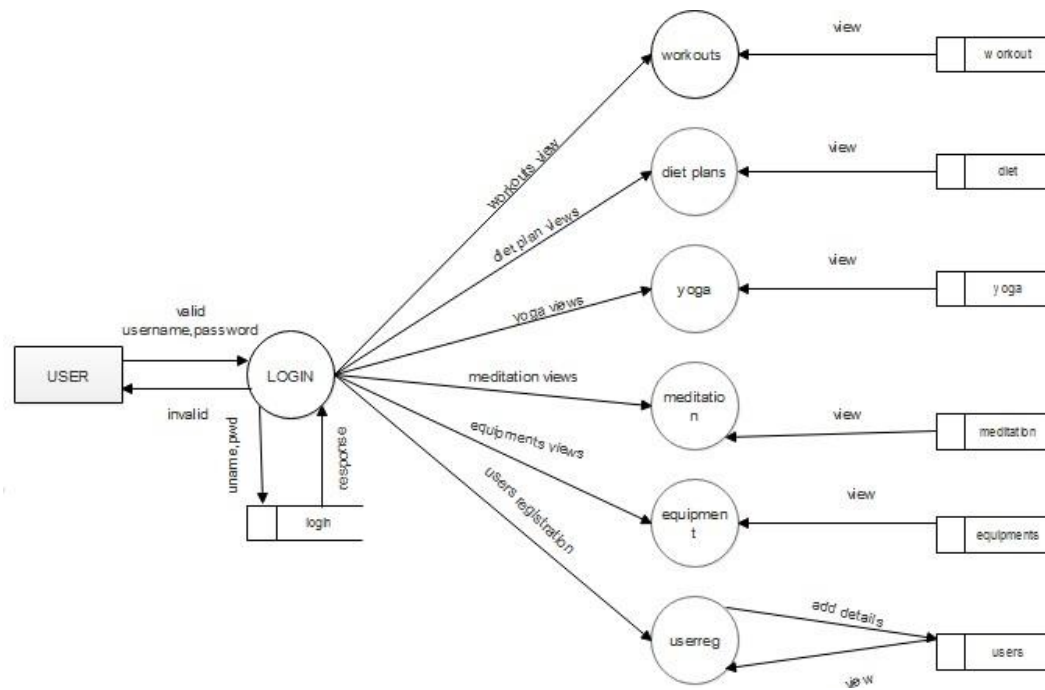 view
workouts
workout
workouts view
view
diet plans
diet
diet plan views
view
yoga
yoga
yoga views
valid
username,password
USER
LOGIN
invalid
uname,pwd
response
login
meditation views
meditatio
n
view
meditation
equipments views
view
equipmen
t
equipments
users registration
add details
userreg
users
view